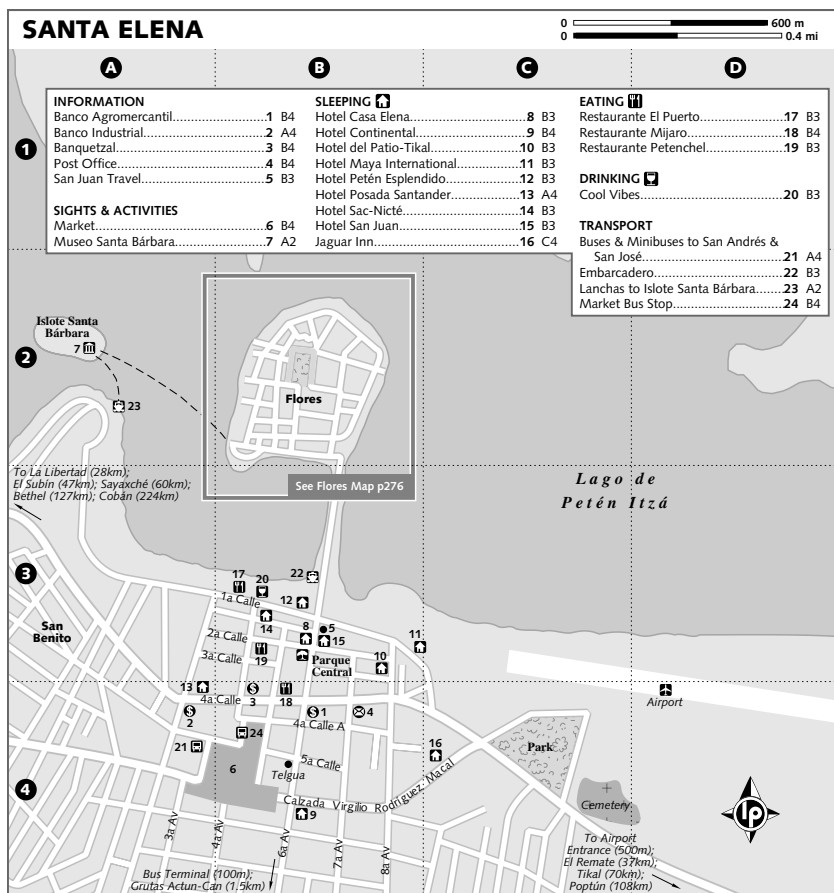 SANTA ELENA
0 600 m
0 0.4 mi
A B C D
1
INFORMATION
Banco Agromercantil 1 B4
Banco Industrial 2 A4
Banquetzal 3 B4
Post Office 4 B4
San Juan Travel 5 B3
SIGHTS & ACTIVITIES
Market 6 B4
Museo Santa Bárbara 7 A2
SLEEPING
Hotel Casa Elena 8 B3
Hotel Continental 9 B4
Hotel del Patio-Tikal 10 B3
Hotel Maya International 11 B3
Hotel Petén Esplendido 12 B3
Hotel Posada Santander 13 A4
Hotel Sac-Nicté 14 B3
Hotel San Juan 15 B3
Jaguar Inn 16 C4
EATING
Restaurante El Puerto 17 B3
Restaurante Mijaro 18 B4
Restaurante Petenchel 19 B3
DRINKING
Cool Vibes 20 B3
TRANSPORT
Buses & Minibuses to San Andrés &
San José 21 A4
Embarcadero 22 B3
Lanchas to Islote Santa Bárbara 23 A2
Market Bus Stop 24 B4
Islote Santa
Bárbara
2
7
23
Flores
See Flores Map p276
To La Libertad (28km);
El Subín (47km); Sayaxché (60km);
Bethel (127km); Cobán (224km)
Lago de
Petén Itzá
3
17
20
22
1a Calle
12
San
Benito
14
2a Calle
8
5
15
11
3a Calle
19
Parque
Central
10
13
4a Calle
3
18
Airport
2
1
4
4a Calle A
21
24
16
Park
6
5a Calle
Telgua
4
Calzada Virgilio Rodríguez Macal
Cemetery
9
3a Av
4a Av
6a Av
7a Av
8a Av
lp
To Airport
Entrance (500m);
El Remate (37km);
Tikal (70km);
Poptún (108km)
Bus Terminal (100m);
Grutas Actun-Can (1.5km)